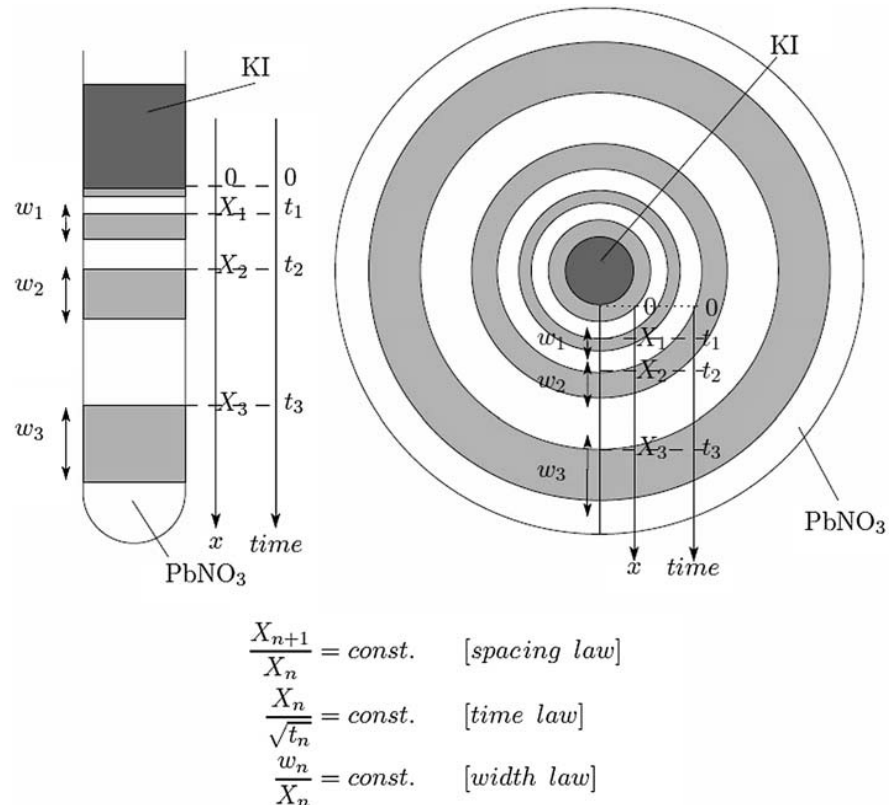 KI
0 0
w₁ X₁ t₁
w₂ X₂ t₂
w₃ X₃ t₃
x time
PbNO₃
KI
0 0
w₁ X₁ t₁
w₂ X₂ t₂
w₃ X₃ t₃
x time
PbNO₃
Xₙ₊₁/Xₙ = const. [spacing law]
Xₙ/√tₙ = const. [time law]
wₙ/Xₙ = const. [width law]